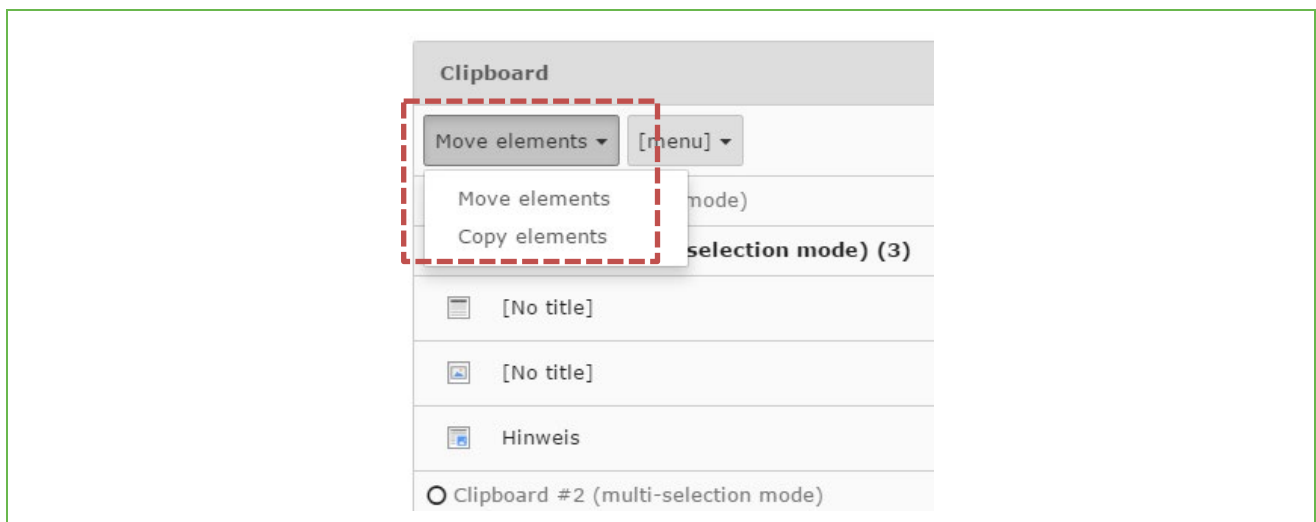 Clipboard
Move elements [menu]
Move elements
mode)
Copy elements
selection mode) (3)
[No title]
[No title]
Hinweis
Clipboard #2 (multi-selection mode)